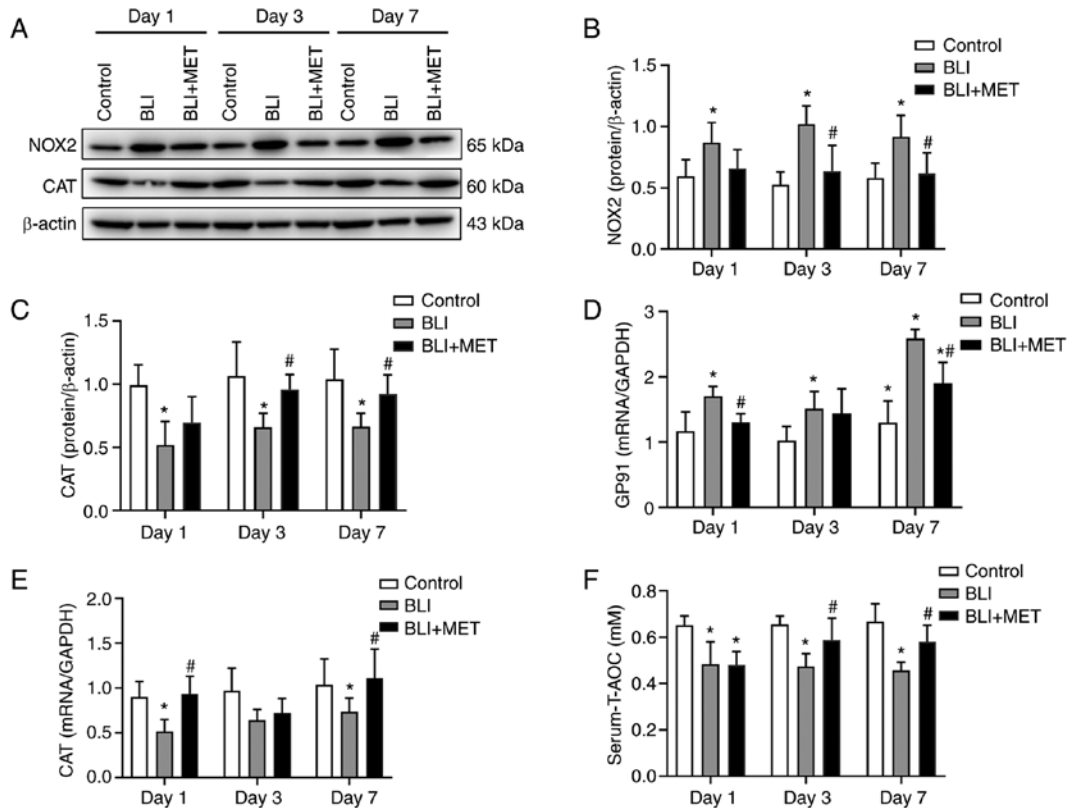 A
Day 1 Day 3 Day 7
Control BLI BLI+MET Control BLI BLI+MET Control BLI BLI+MET
NOX2 65 kDa
CAT 60 kDa
β-actin 43 kDa
B
Control
BLI
BLI+MET
NOX2 (protein/β-actin)
1.5
1.0
0.5
0.0
* * # * #
Day 1 Day 3 Day 7
C
Control
BLI
BLI+MET
CAT (protein/β-actin)
1.5
1.0
0.5
0.0
* * # * #
Day 1 Day 3 Day 7
D
Control
BLI
BLI+MET
GP91 (mRNA/GAPDH)
3
2
1
0
* # * * * *#
Day 1 Day 3 Day 7
E
Control
BLI
BLI+MET
CAT (mRNA/GAPDH)
2.0
1.5
1.0
0.5
0.0
* # * #
Day 1 Day 3 Day 7
F
Control
BLI
BLI+MET
Serum-T-AOC (mM)
0.8
0.6
0.4
0.2
0.0
* * * # * #
Day 1 Day 3 Day 7